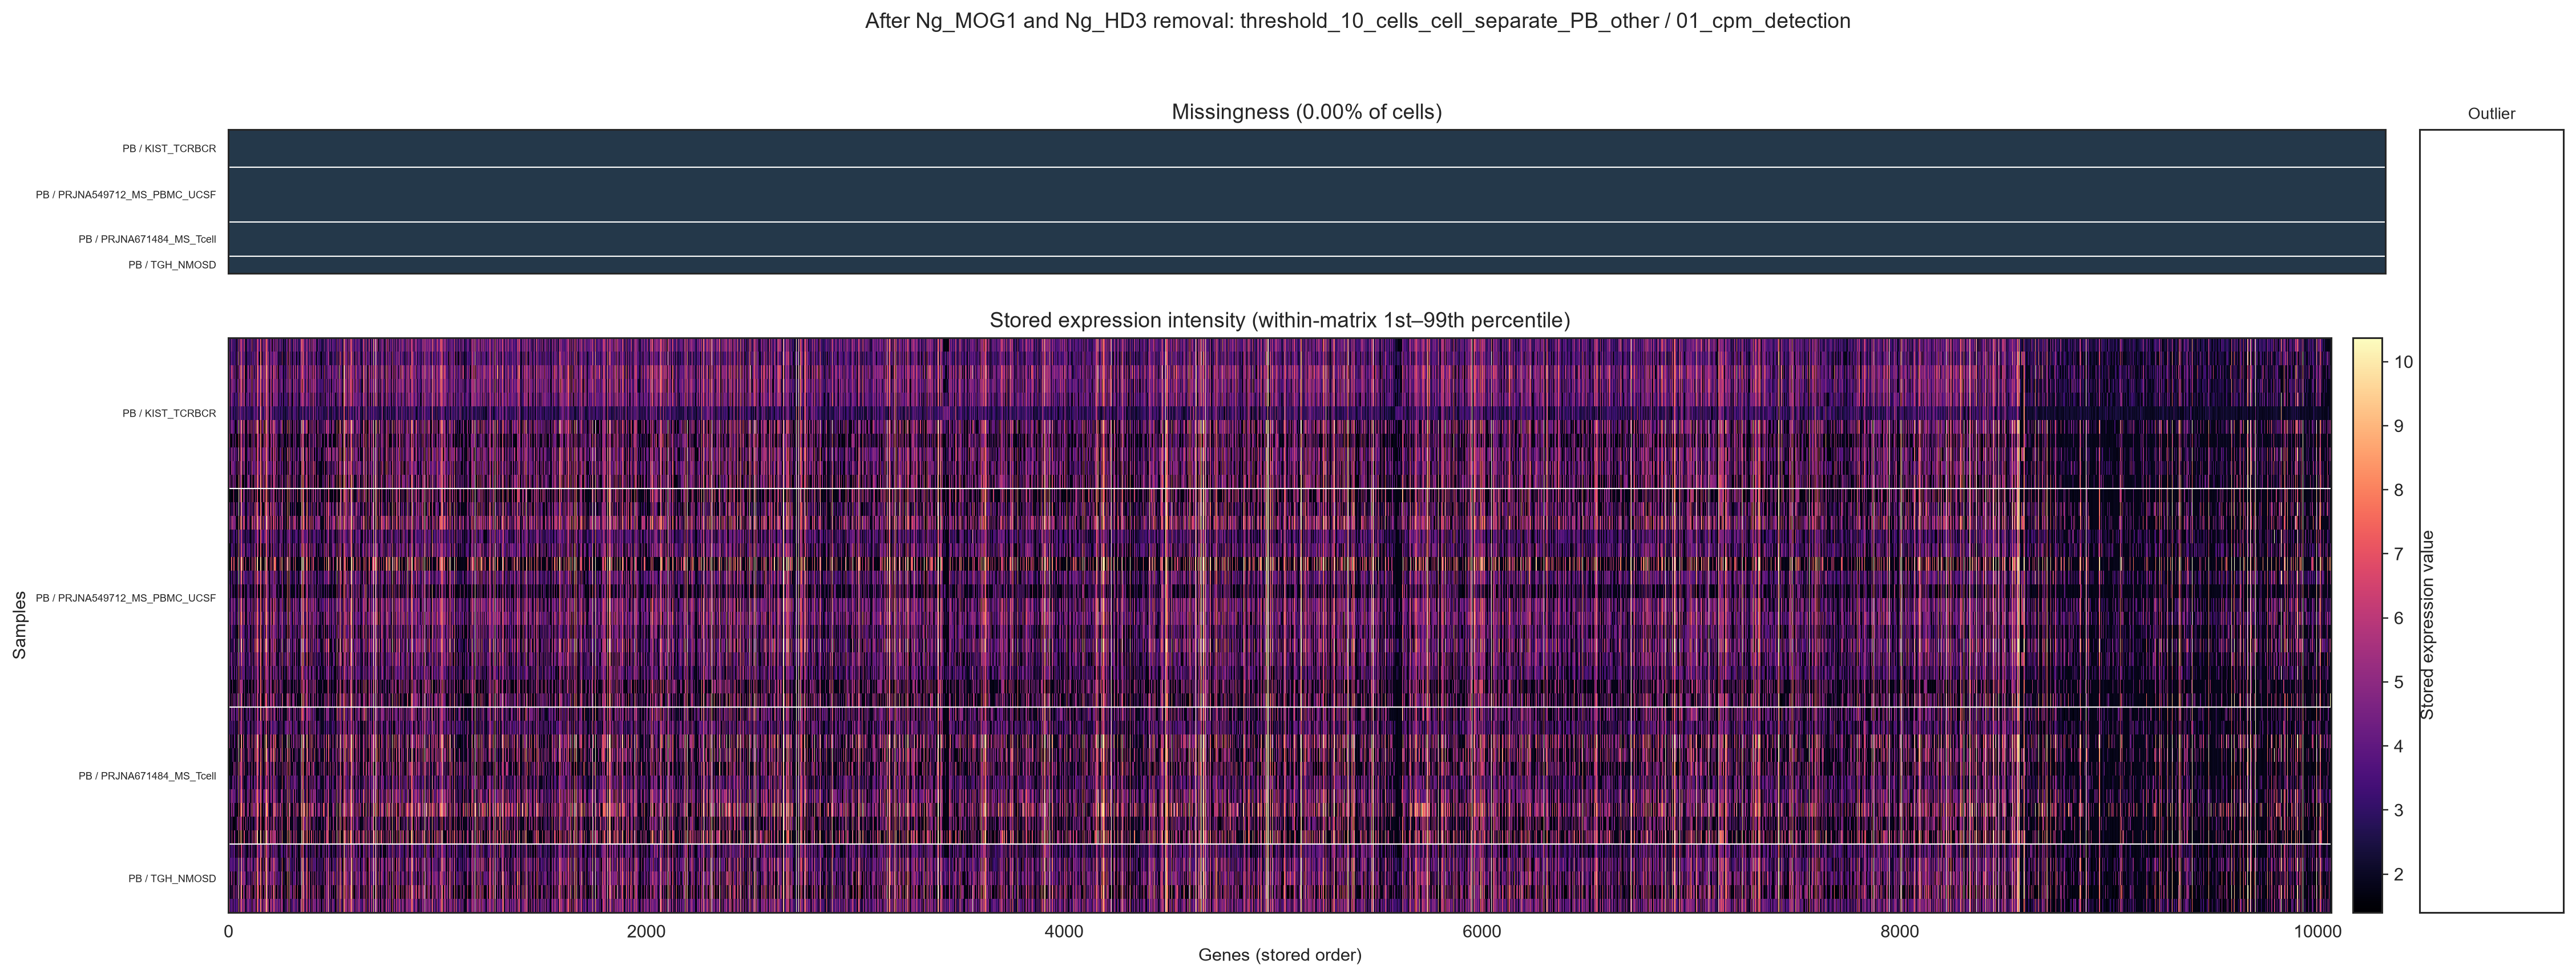 After Ng_MOG1 and Ng_HD3 removal: threshold_10_cells_cell_separate_PB_other / 01_cpm_detection
Missingness (0.00% of cells)
Outlier
PB / KIST_TCRBCR
PB / PRJNA549712_MS_PBMC_UCSF
PB / PRJNA671484_MS_Tcell
PB / TGH_NMOSD
Stored expression intensity (within-matrix 1st–99th percentile)
Samples
PB / KIST_TCRBCR
PB / PRJNA549712_MS_PBMC_UCSF
PB / PRJNA671484_MS_Tcell
PB / TGH_NMOSD
10
9
8
7
6
5
4
3
2
Stored expression value
0 2000 4000 6000 8000 10000
Genes (stored order)